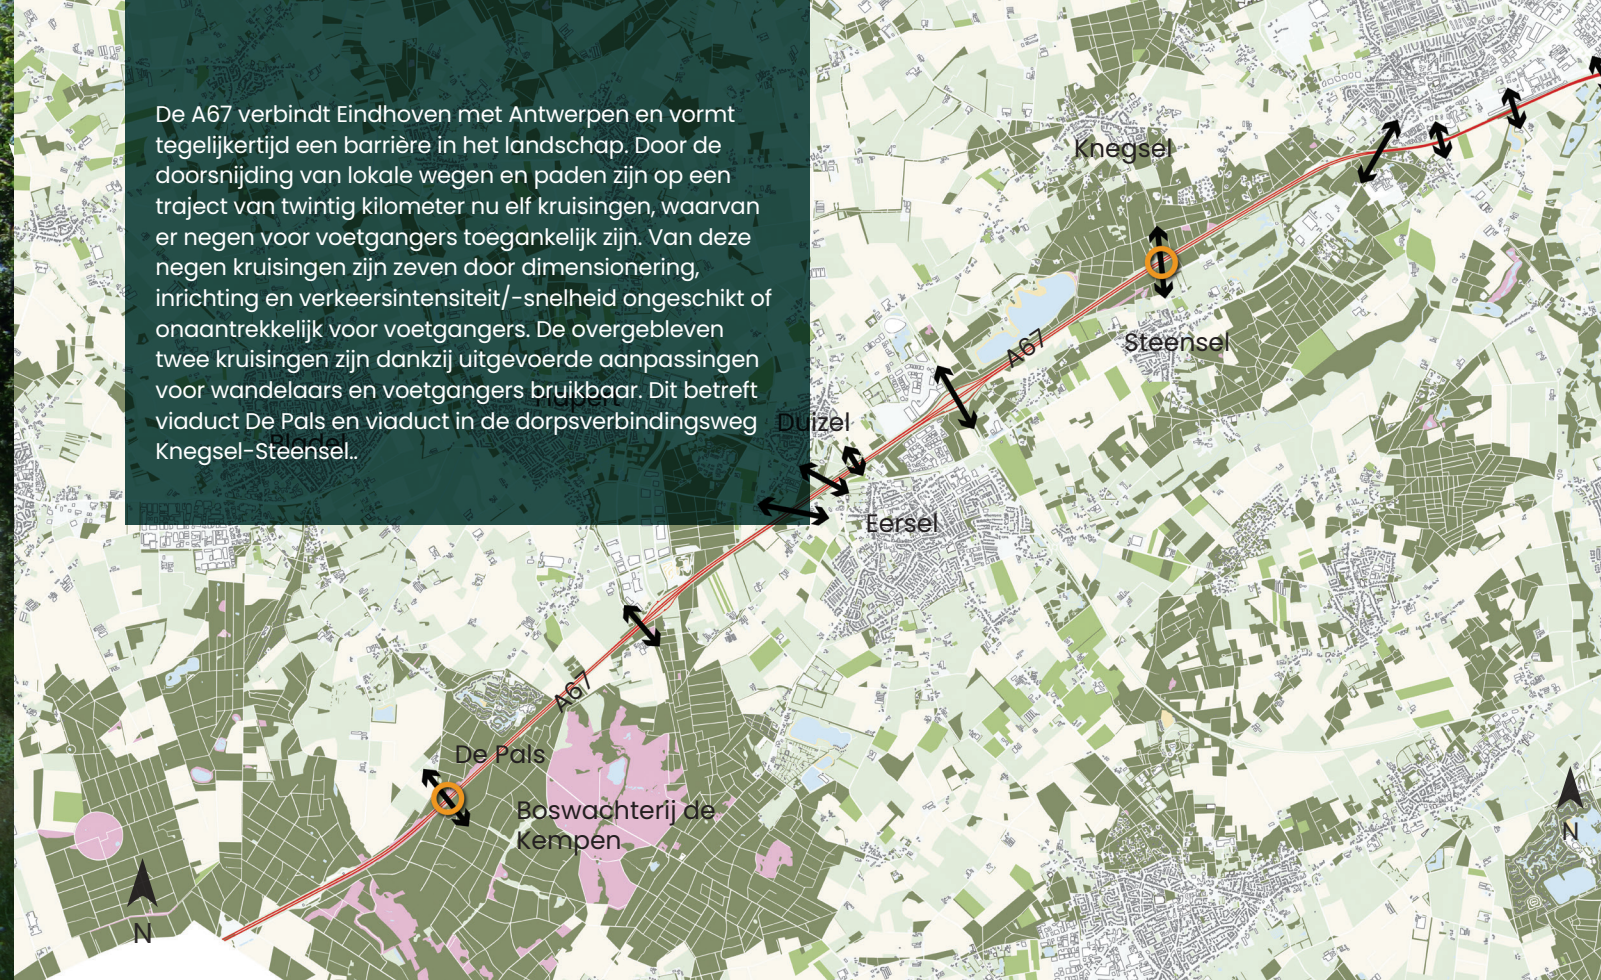 De A67 verbindt Eindhoven met Antwerpen en vormt
tegelijkertijd een barrière in het landschap. Door de
doorsnijding van lokale wegen en paden zijn op een
traject van twintig kilometer nu elf kruisingen, waarvan
er negen voor voetgangers toegankelijk zijn. Van deze
negen kruisingen zijn zeven door dimensionering,
inrichting en verkeersintensiteit/-snelheid ongeschikt of
onaantrekkelijk voor voetgangers. De overgebleven
twee kruisingen zijn dankzij uitgevoerde aanpassingen
voor wandelaars en voetgangers bruikbaar. Dit betreft
viaduct De Pals en viaduct in de dorpsverbindingsweg
Knegsel-Steensel..
Bladel
Knegsel
Steensel
A67
Duizel
Eersel
A67
De Pals
Boswachterij de
Kempen
N
N